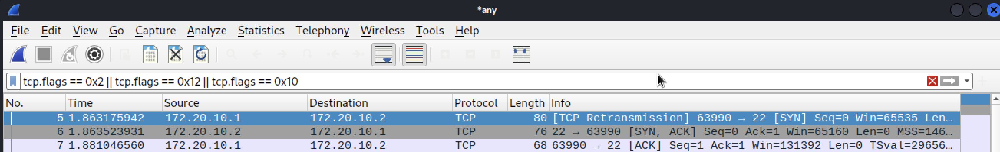 *any
File Edit View Go Capture Analyze Statistics Telephony Wireless Tools Help
tcp.flags == 0x2 || tcp.flags == 0x12 || tcp.flags == 0x10
No. Time Source Destination Protocol Length Info
5 1.863175942 172.20.10.1 172.20.10.2 TCP 80 [TCP Retransmission] 63990 → 22 [SYN] Seq=0 Win=65535 Len…
6 1.863523931 172.20.10.2 172.20.10.1 TCP 76 22 → 63990 [SYN, ACK] Seq=0 Ack=1 Win=65160 Len=0 MSS=146…
7 1.881046560 172.20.10.1 172.20.10.2 TCP 68 63990 → 22 [ACK] Seq=1 Ack=1 Win=131392 Len=0 TSval=29656…